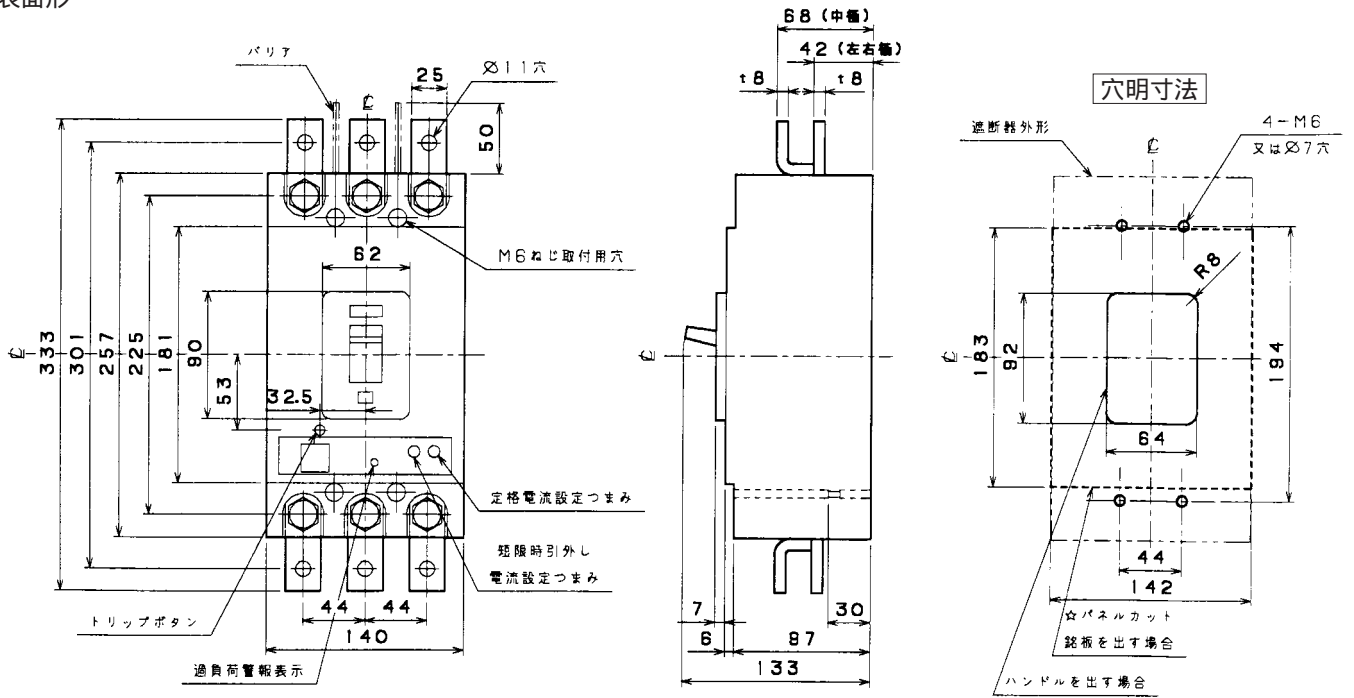 表面形
バリア
25
Ø11穴
℄
50
M6ねじ取付用穴
62
℄
333
301
257
225
181
90
53
32.5
定格電流設定つまみ
短限時引外し
電流設定つまみ
44
44
トリップボタン
140
過負荷警報表示
68(中極)
42(左右極)
t8
t8
℄
7
30
6
87
133
穴明寸法
遮断器外形
4-M6
又はØ7穴
℄
R8
℄
183
92
194
64
44
142
☆パネルカット
銘板を出す場合
ハンドルを出す場合